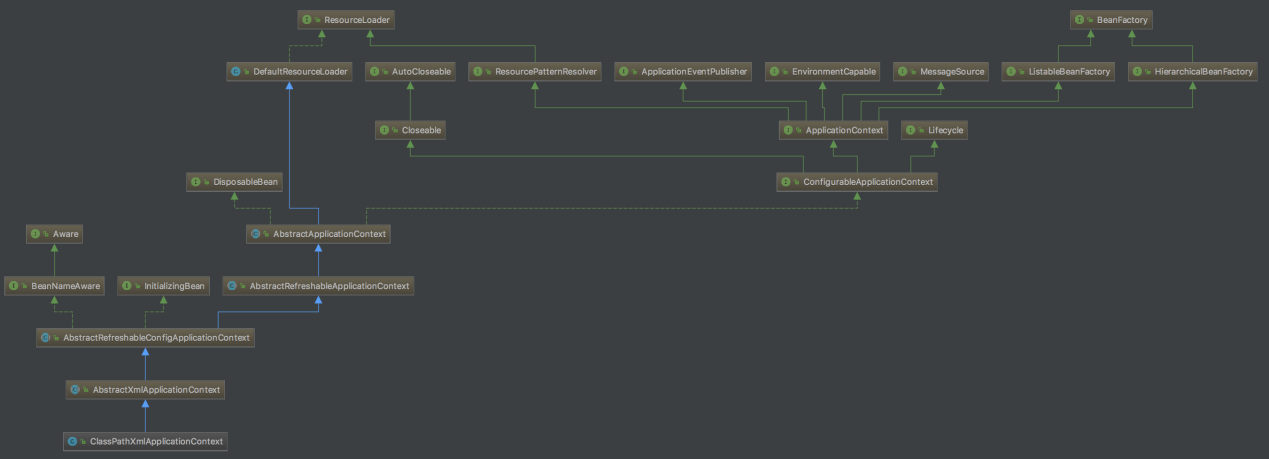 ResourceLoader
BeanFactory
DefaultResourceLoader
AutoCloseable
ResourcePatternResolver
ApplicationEventPublisher
EnvironmentCapable
MessageSource
ListableBeanFactory
HierarchicalBeanFactory
Closeable
ApplicationContext
Lifecycle
DisposableBean
ConfigurableApplicationContext
Aware
AbstractApplicationContext
BeanNameAware
InitializingBean
AbstractRefreshableApplicationContext
AbstractRefreshableConfigApplicationContext
AbstractXmlApplicationContext
ClassPathXmlApplicationContext